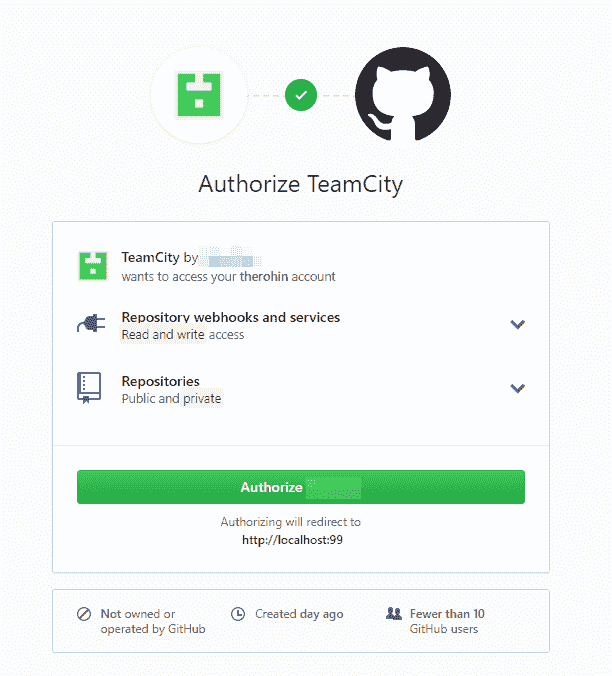 Authorize TeamCity
TeamCity by
wants to access your therohin account
Repository webhooks and services
Read and write access
Repositories
Public and private
Authorize
Authorizing will redirect to
http://localhost:99
Not owned or
operated by GitHub
Created day ago
Fewer than 10
GitHub users